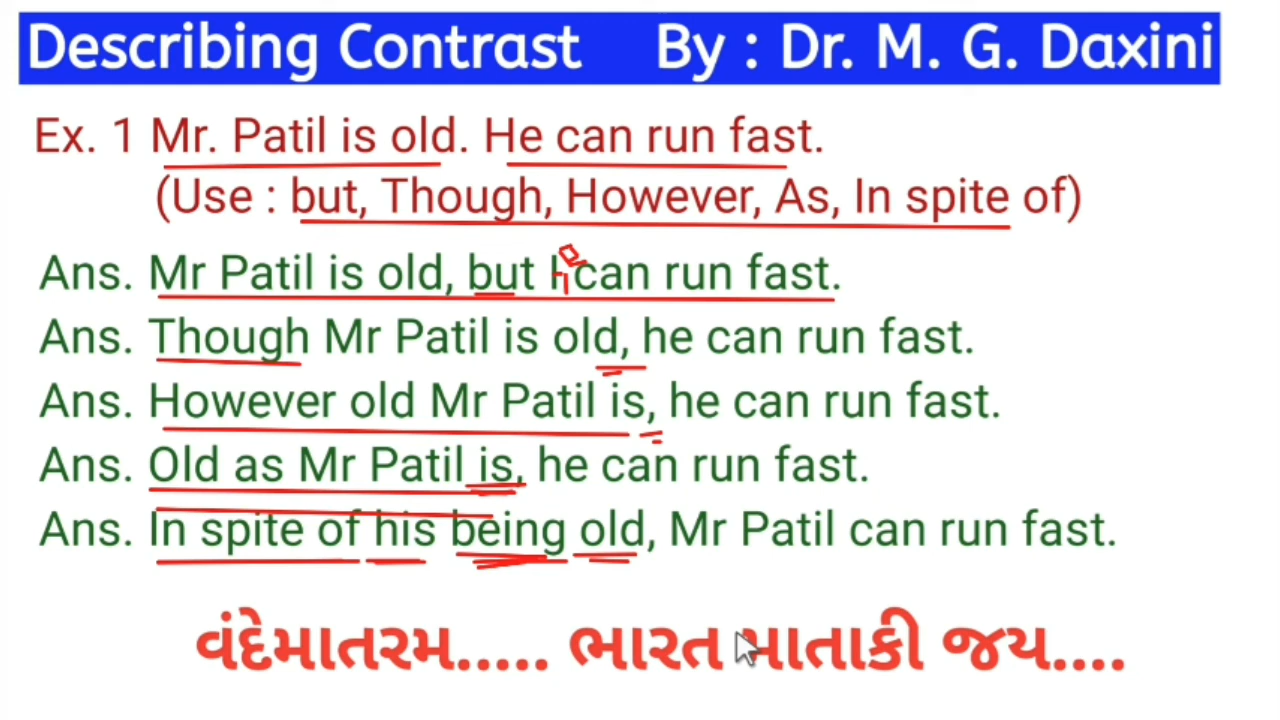 Describing Contrast By : Dr. M. G. Daxini
Ex. 1 Mr. Patil is old. He can run fast.
(Use : but, Though, However, As, In spite of)
Ans. Mr Patil is old, but can run fast.
Ans. Though Mr Patil is old, he can run fast.
Ans. However old Mr Patil is, he can run fast.
Ans. Old as Mr Patil is, he can run fast.
Ans. In spite of his being old, Mr Patil can run fast.
વંદેમાતરમ..... ભારત માતાકી જય....